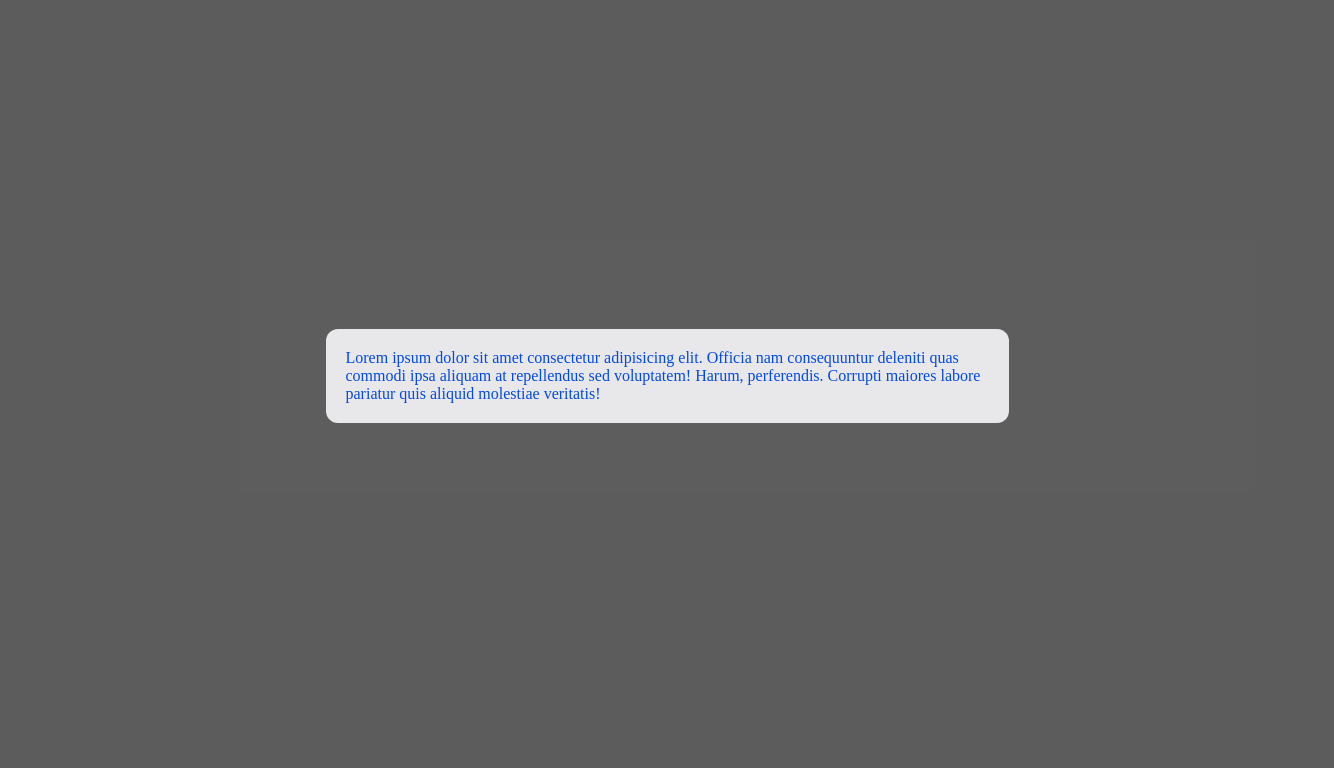 Lorem ipsum dolor sit amet consectetur adipisicing elit. Officia nam consequuntur deleniti quas
commodi ipsa aliquam at repellendus sed voluptatem! Harum, perferendis. Corrupti maiores labore
pariatur quis aliquid molestiae veritatis!